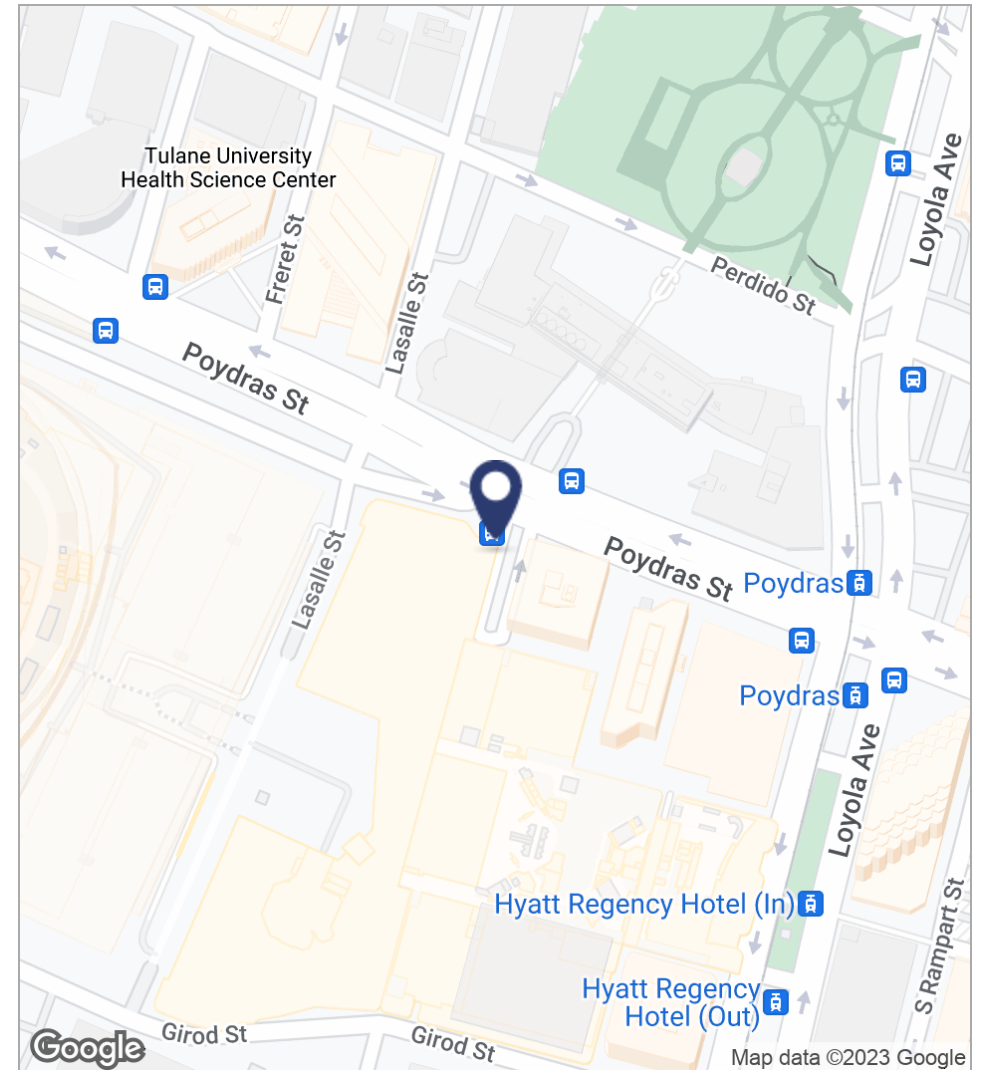 Loyola Ave
Tulane University
Health Science Center
Freret St
Perdido St
Lasalle St
Poydras St
Lasalle St
Poydras St
Poydras
Poydras
Loyola Ave
Hyatt Regency Hotel (In)
S Rampart St
Hyatt Regency
Hotel (Out)
Girod St
Girod St
Google
Map data ©2023 Google